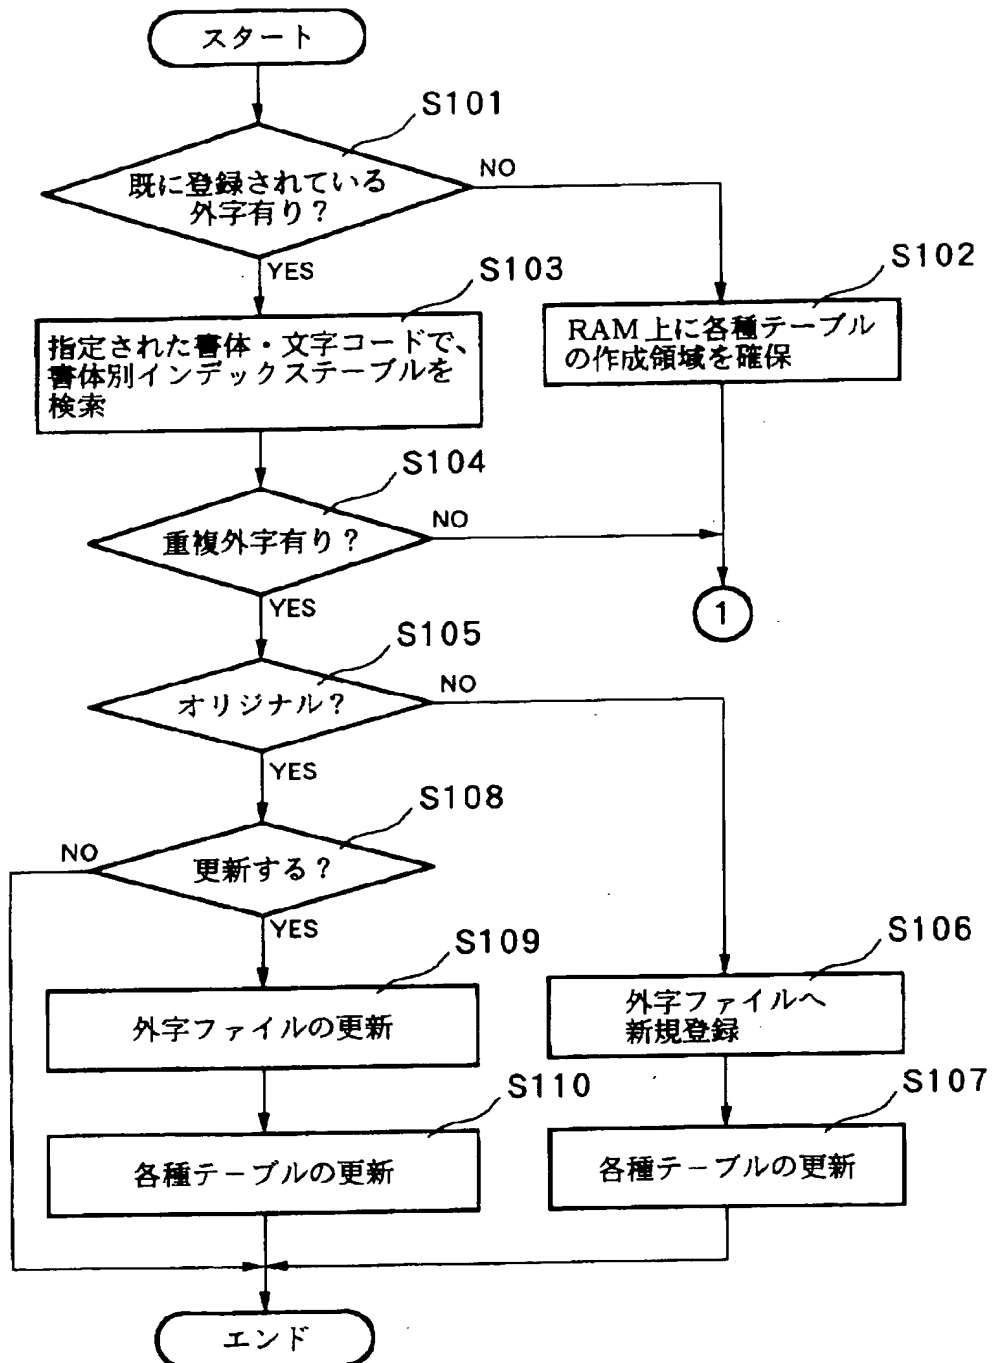 スタート
S101
既に登録されている
外字有り？
NO
YES
S102
RAM上に各種テーブル
の作成領域を確保
S103
指定された書体・文字コードで、
書体別インデックステーブルを
検索
S104
重複外字有り？
NO
YES
1
S105
オリジナル？
NO
YES
S108
更新する？
NO
YES
S109
外字ファイルの更新
S106
外字ファイルへ
新規登録
S110
各種テーブルの更新
S107
各種テーブルの更新
エンド